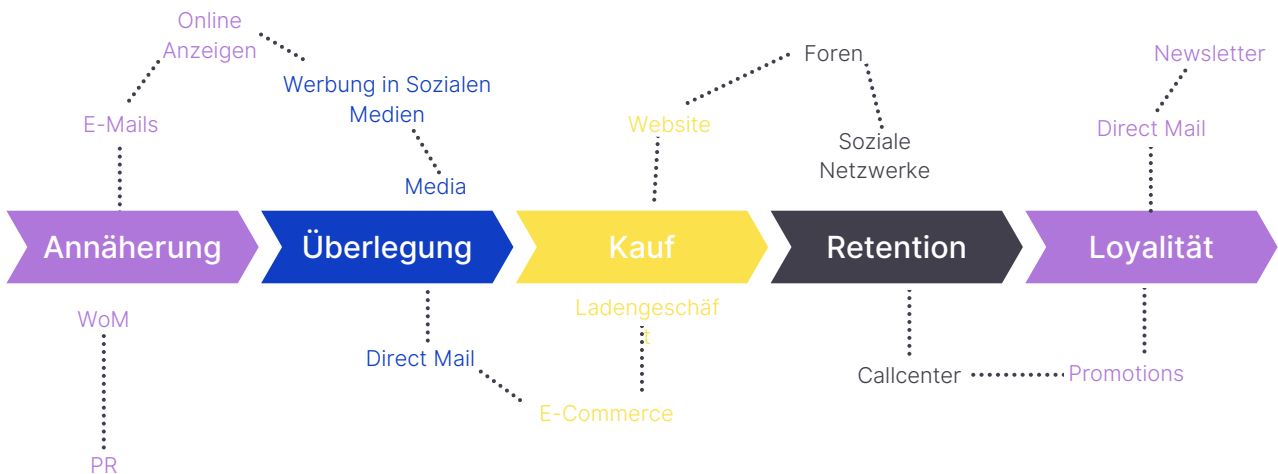 Online
Anzeigen
Newsletter
Foren
Werbung in Sozialen
Medien
E-Mails
Website
Direct Mail
Soziale
Netzwerke
Media
Annäherung
Überlegung
Kauf
Retention
Loyalität
Ladengeschäf
t
WoM
Direct Mail
Callcenter
Promotions
E-Commerce
PR